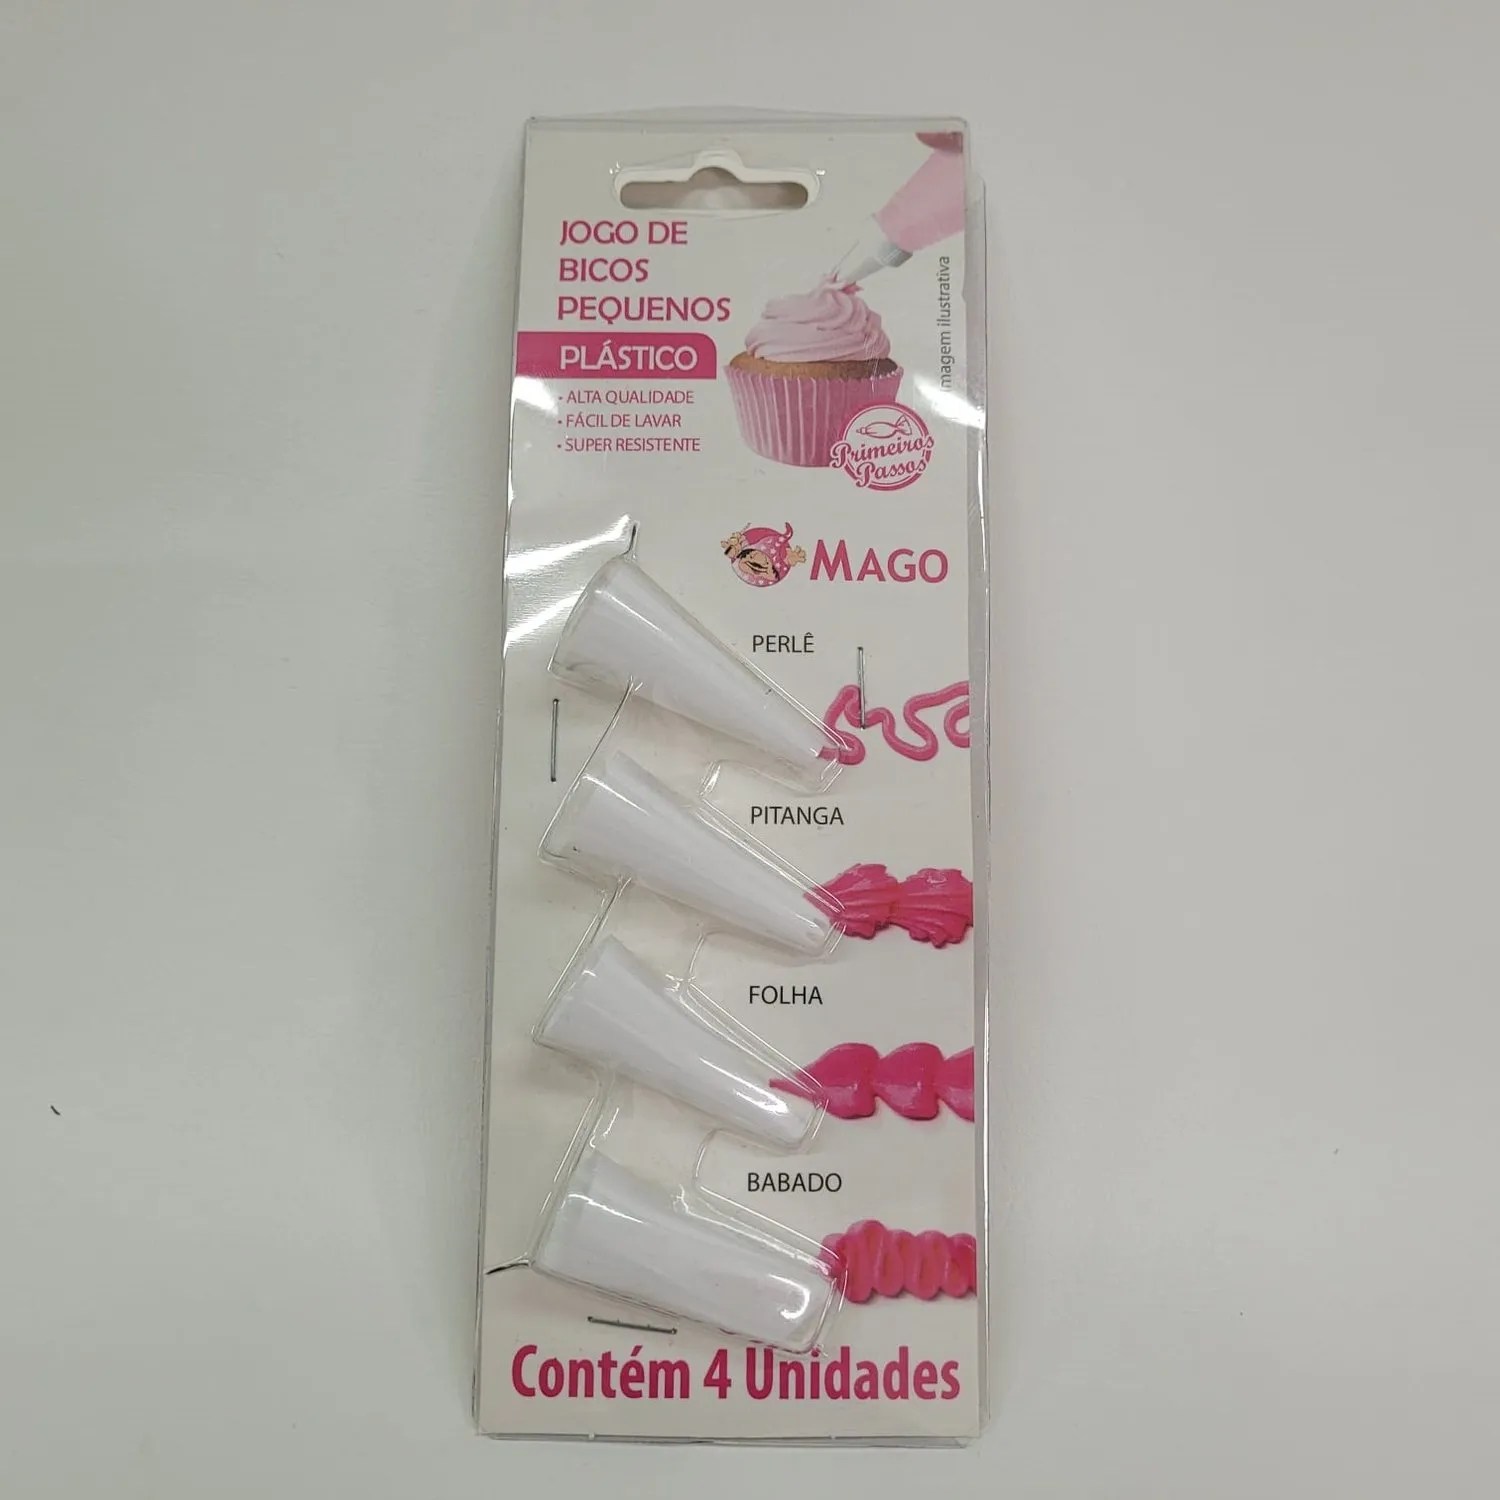 JOGO DE
BICOS
PEQUENOS
PLÁSTICO
• ALTA QUALIDADE
• FÁCIL DE LAVAR
• SUPER RESISTENTE
Imagem ilustrativa
Primeiros
Passos
MAGO
PERLÊ
PITANGA
FOLHA
BABADO
Contém 4 Unidades